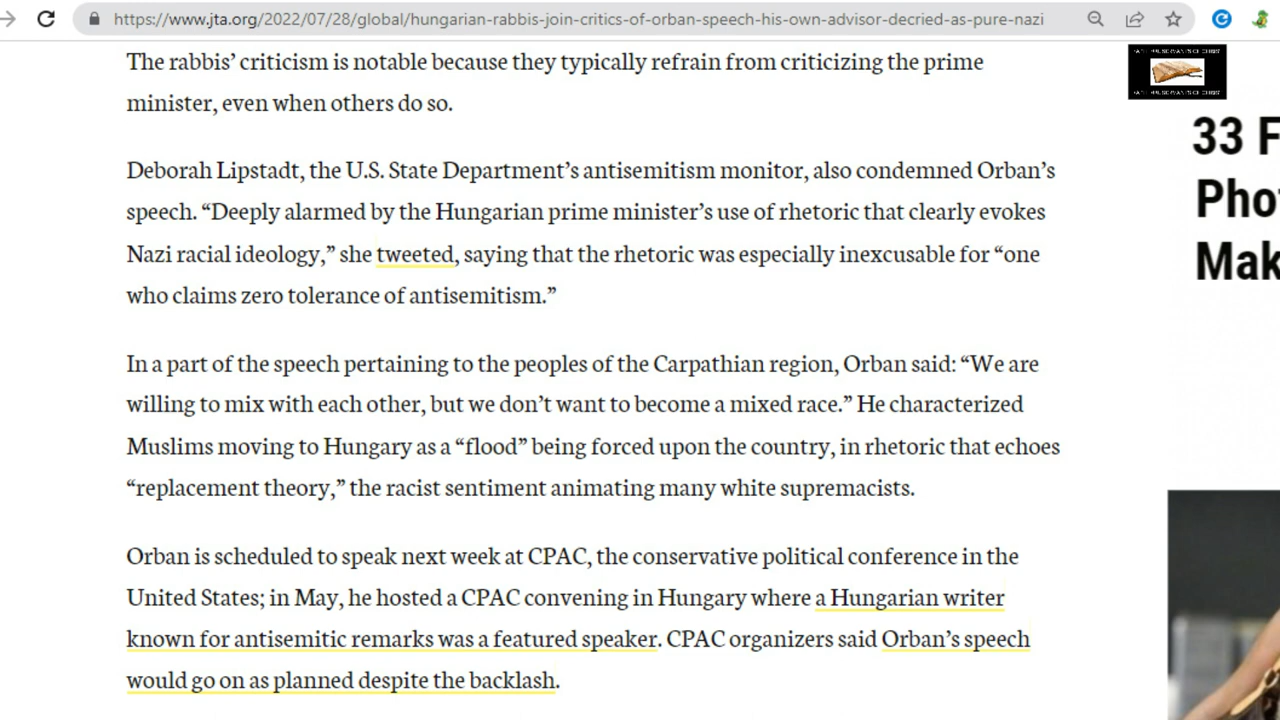 https://www.jta.org/2022/07/28/global/hungarian-rabbis-join-critics-of-orban-speech-his-own-advisor-decried-as-pure-nazi
The rabbis’ criticism is notable because they typically refrain from criticizing the prime
minister, even when others do so.
Deborah Lipstadt, the U.S. State Department’s antisemitism monitor, also condemned Orban’s
speech. “Deeply alarmed by the Hungarian prime minister’s use of rhetoric that clearly evokes
Nazi racial ideology,” she tweeted, saying that the rhetoric was especially inexcusable for “one
who claims zero tolerance of antisemitism.”
In a part of the speech pertaining to the peoples of the Carpathian region, Orban said: “We are
willing to mix with each other, but we don’t want to become a mixed race.” He characterized
Muslims moving to Hungary as a “flood” being forced upon the country, in rhetoric that echoes
“replacement theory,” the racist sentiment animating many white supremacists.
Orban is scheduled to speak next week at CPAC, the conservative political conference in the
United States; in May, he hosted a CPAC convening in Hungary where a Hungarian writer
known for antisemitic remarks was a featured speaker. CPAC organizers said Orban’s speech
would go on as planned despite the backlash.
33 F
Pho
Mak